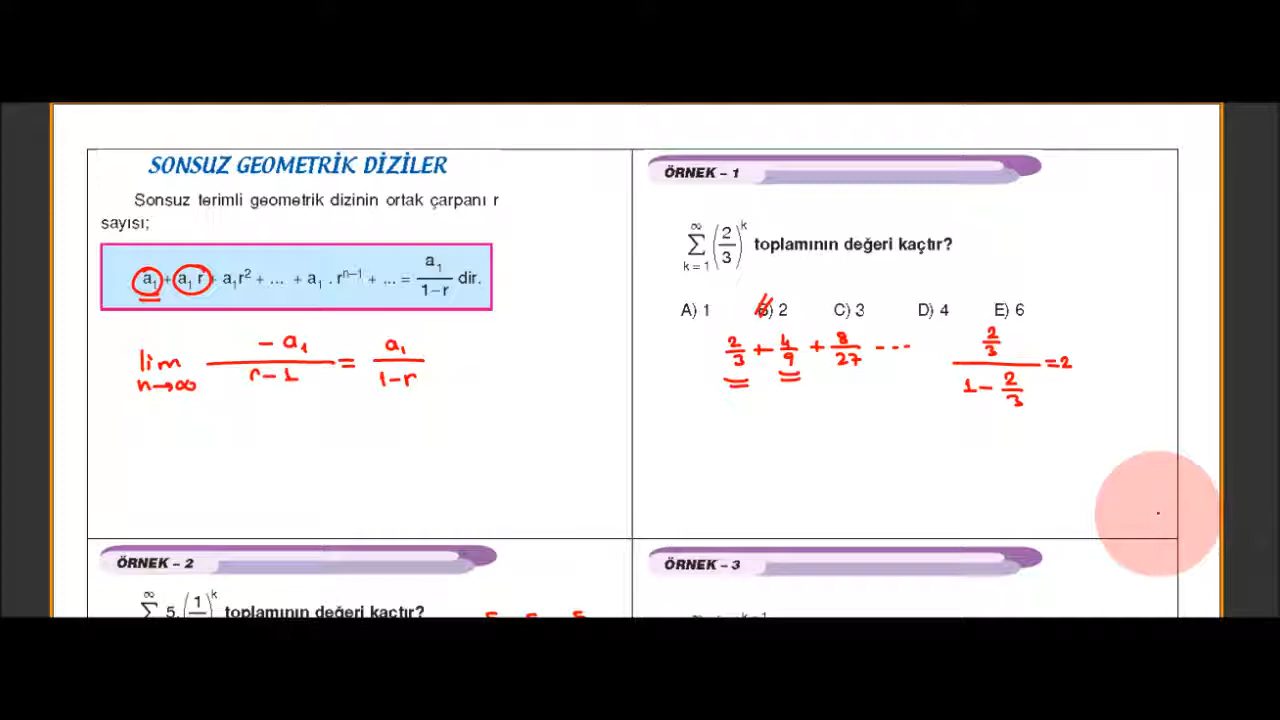 SONSUZ GEOMETRİK DİZİLER
Sonsuz terimli geometrik dizinin ortak çarpanı r
sayısı;
a₁ + a₁ r + a₁r² + ... + a₁ . rⁿ⁻¹ + ... = a₁/(1–r) dir.
lim n→∞ -a₁/(r-1) = a₁/(1-r)
ÖRNEK – 1
∞ ∑ k = 1 (2/3)ᵏ toplamının değeri kaçtır?
A) 1 B) 2 C) 3 D) 4 E) 6
2/3 + 4/9 + 8/27 ... (2/3)/(1 - 2/3) = 2
ÖRNEK – 2
∞ ∑ 5. (1/ )ᵏ toplamının değeri kaçtır?
ÖRNEK – 3